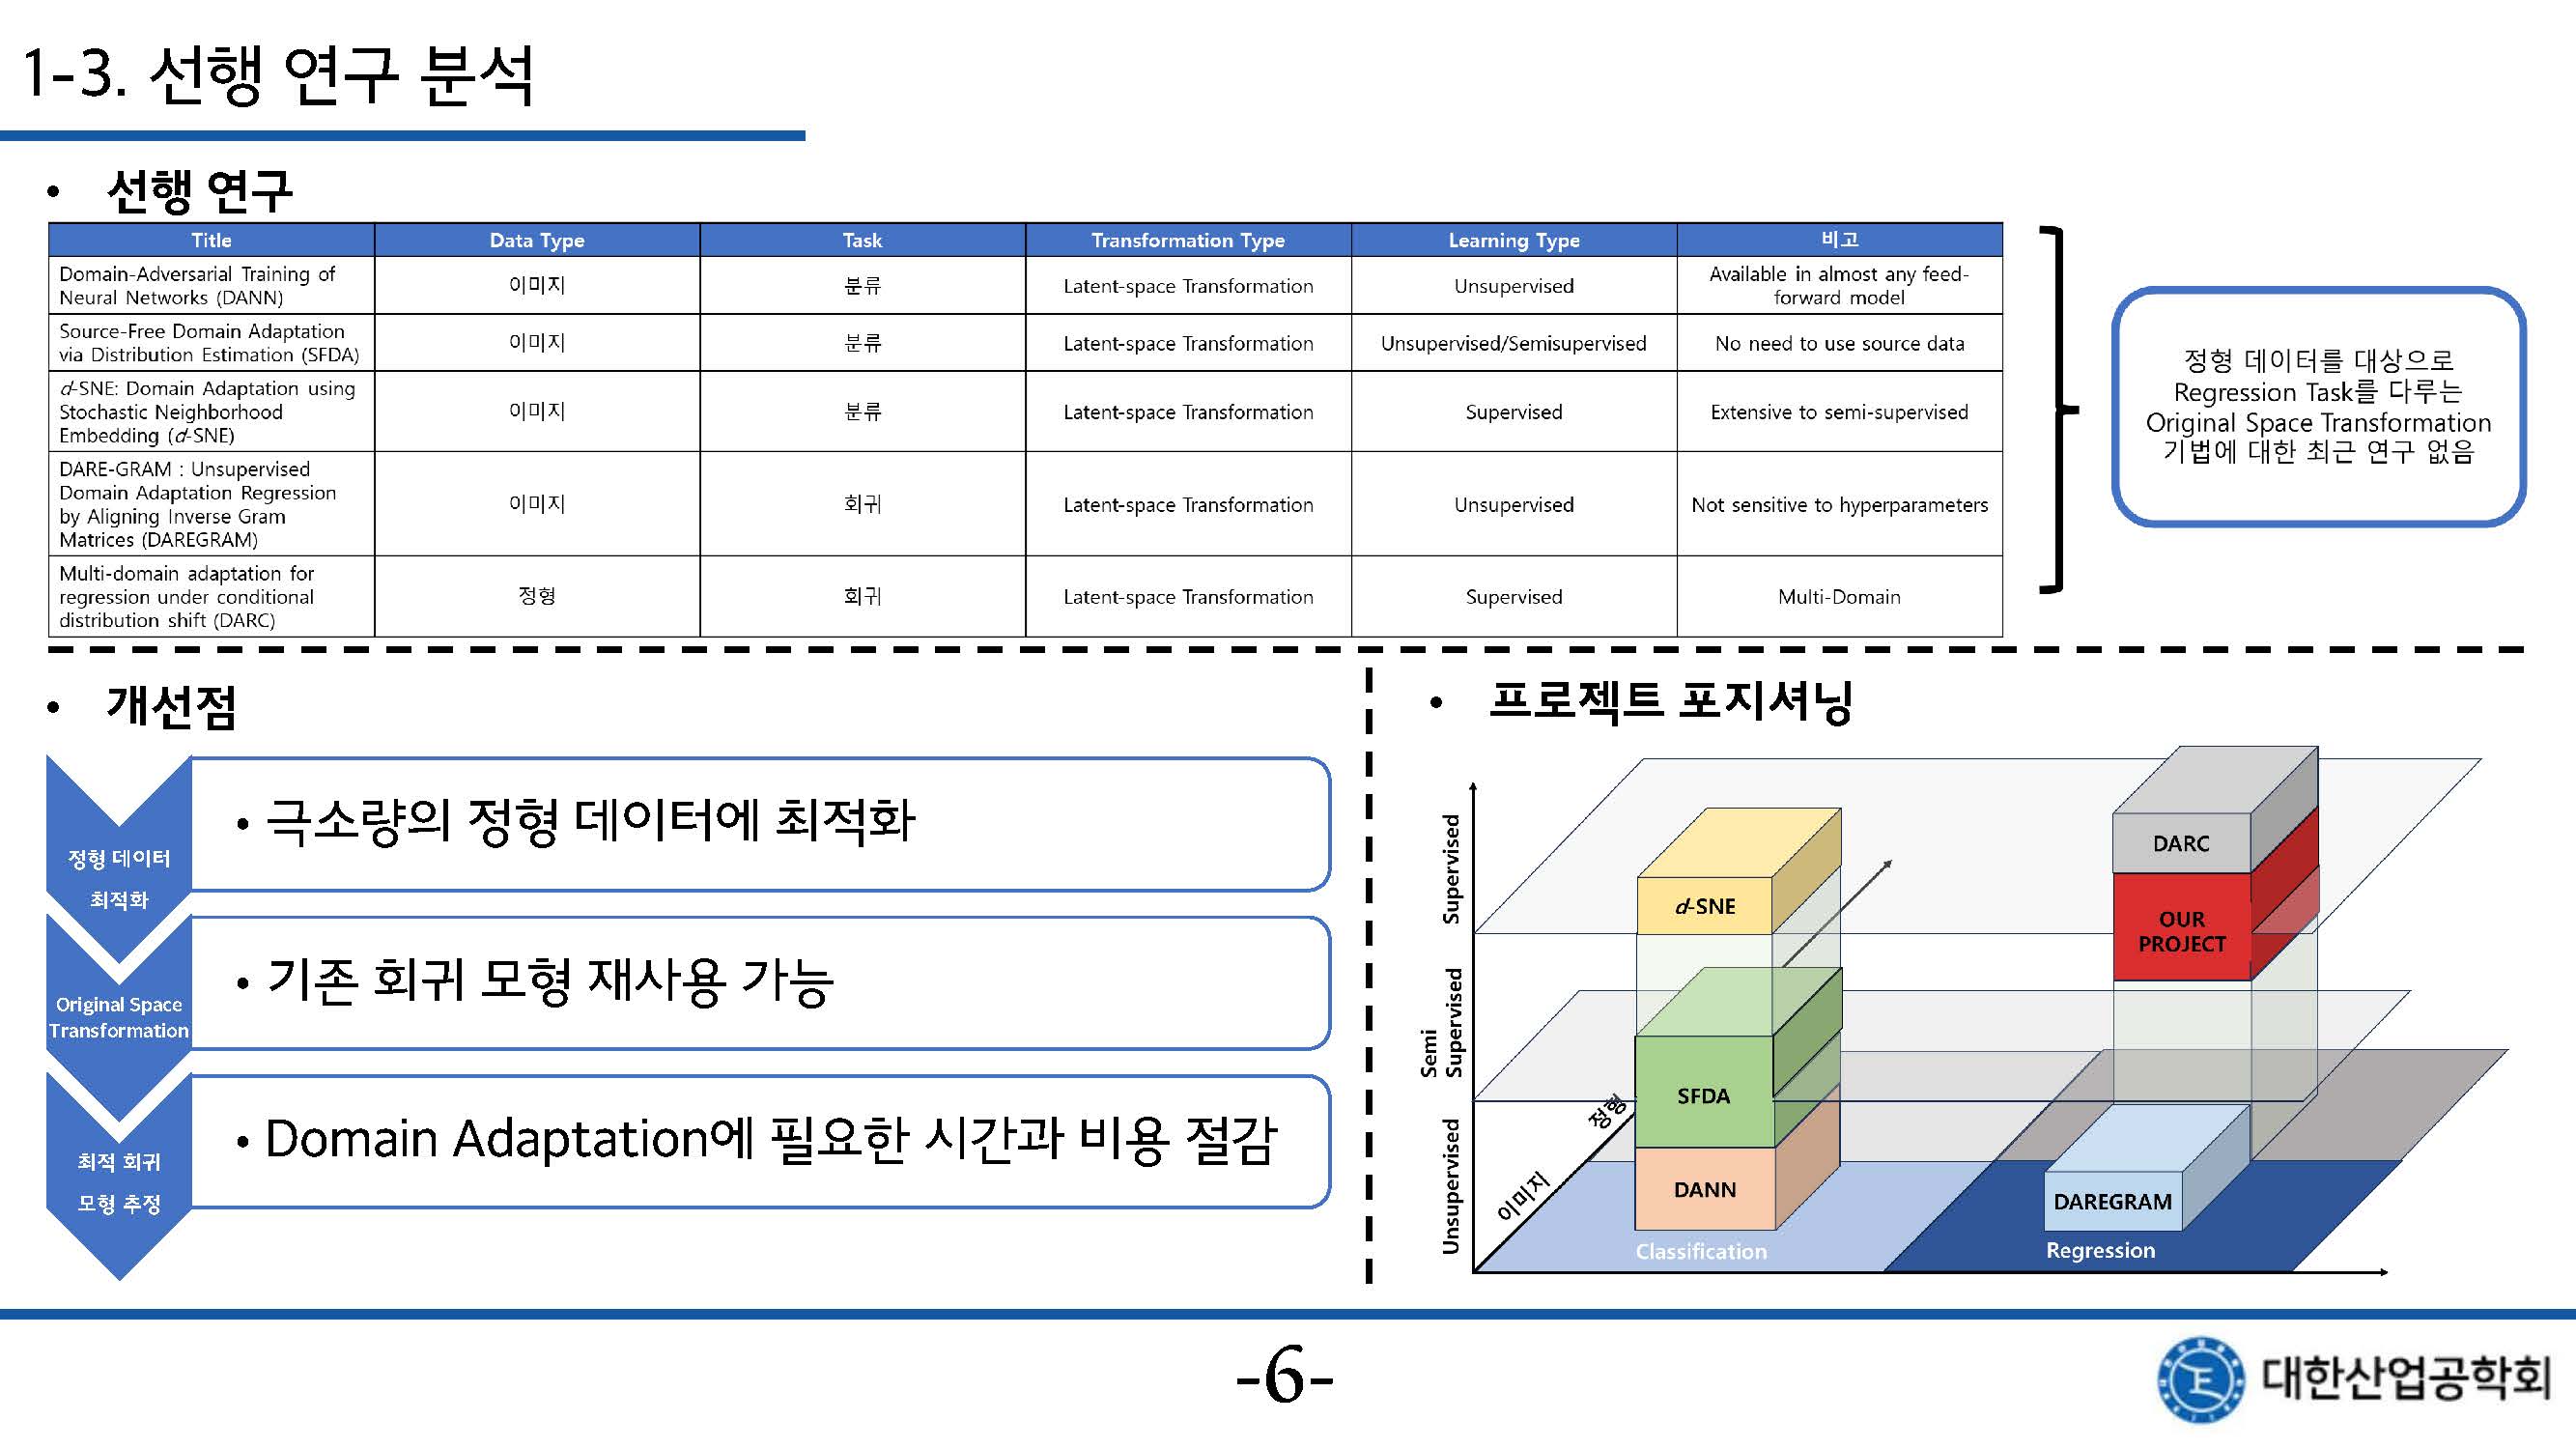 1-3. 선행 연구 분석
• 선행 연구
Title Data Type Task Transformation Type Learning Type 비고
Domain-Adversarial Training of
Neural Networks (DANN)
이미지 분류 Latent-space Transformation Unsupervised
Available in almost any feed-
forward model
Source-Free Domain Adaptation
via Distribution Estimation (SFDA)
이미지 분류 Latent-space Transformation Unsupervised/Semisupervised No need to use source data
d-SNE: Domain Adaptation using
Stochastic Neighborhood
Embedding (d-SNE)
이미지 분류 Latent-space Transformation Supervised Extensive to semi-supervised
DARE-GRAM : Unsupervised
Domain Adaptation Regression
by Aligning Inverse Gram
Matrices (DAREGRAM)
이미지 회귀 Latent-space Transformation Unsupervised Not sensitive to hyperparameters
Multi-domain adaptation for
regression under conditional
distribution shift (DARC)
정형 회귀 Latent-space Transformation Supervised Multi-Domain
정형 데이터를 대상으로
Regression Task를 다루는
Original Space Transformation
기법에 대한 최근 연구 없음
• 개선점
정형 데이터
최적화
• 극소량의 정형 데이터에 최적화
Original Space
Transformation
• 기존 회귀 모형 재사용 가능
최적 회귀
모형 추정
• Domain Adaptation에 필요한 시간과 비용 절감
• 프로젝트 포지셔닝
Supervised
Semi
Supervised
Unsupervised
정형
이미지
d-SNE
SFDA
DANN
Classification
DARC
OUR
PROJECT
DAREGRAM
Regression
-6-
대한산업공학회